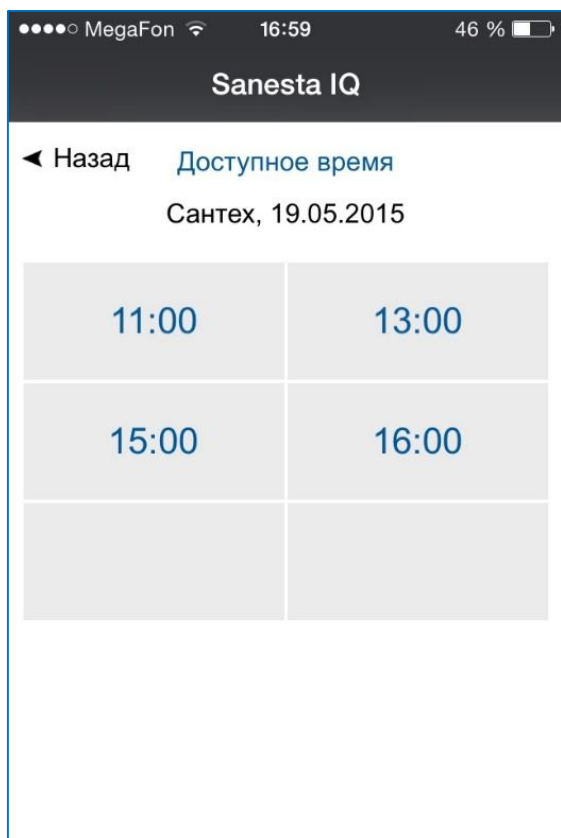 MegaFon 16:59 46 %
Sanesta IQ
Назад Доступное время
Сантех, 19.05.2015
11:00 13:00
15:00 16:00